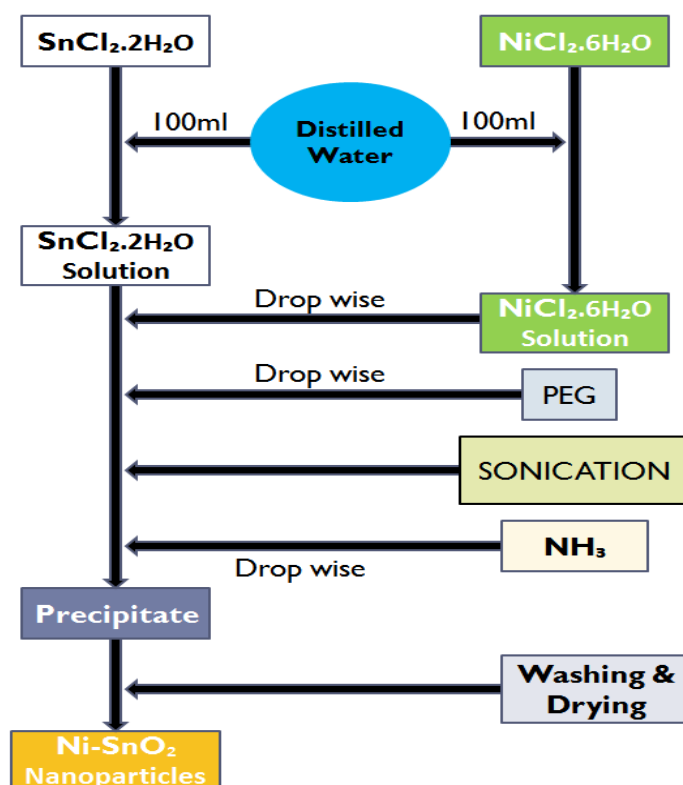 SnCl₂.2H₂O
NiCl₂.6H₂O
100ml
Distilled
Water
100ml
SnCl₂.2H₂O
Solution
Drop wise
NiCl₂.6H₂O
Solution
Drop wise
PEG
SONICATION
NH₃
Drop wise
Precipitate
Washing &
Drying
Ni-SnO₂
Nanoparticles